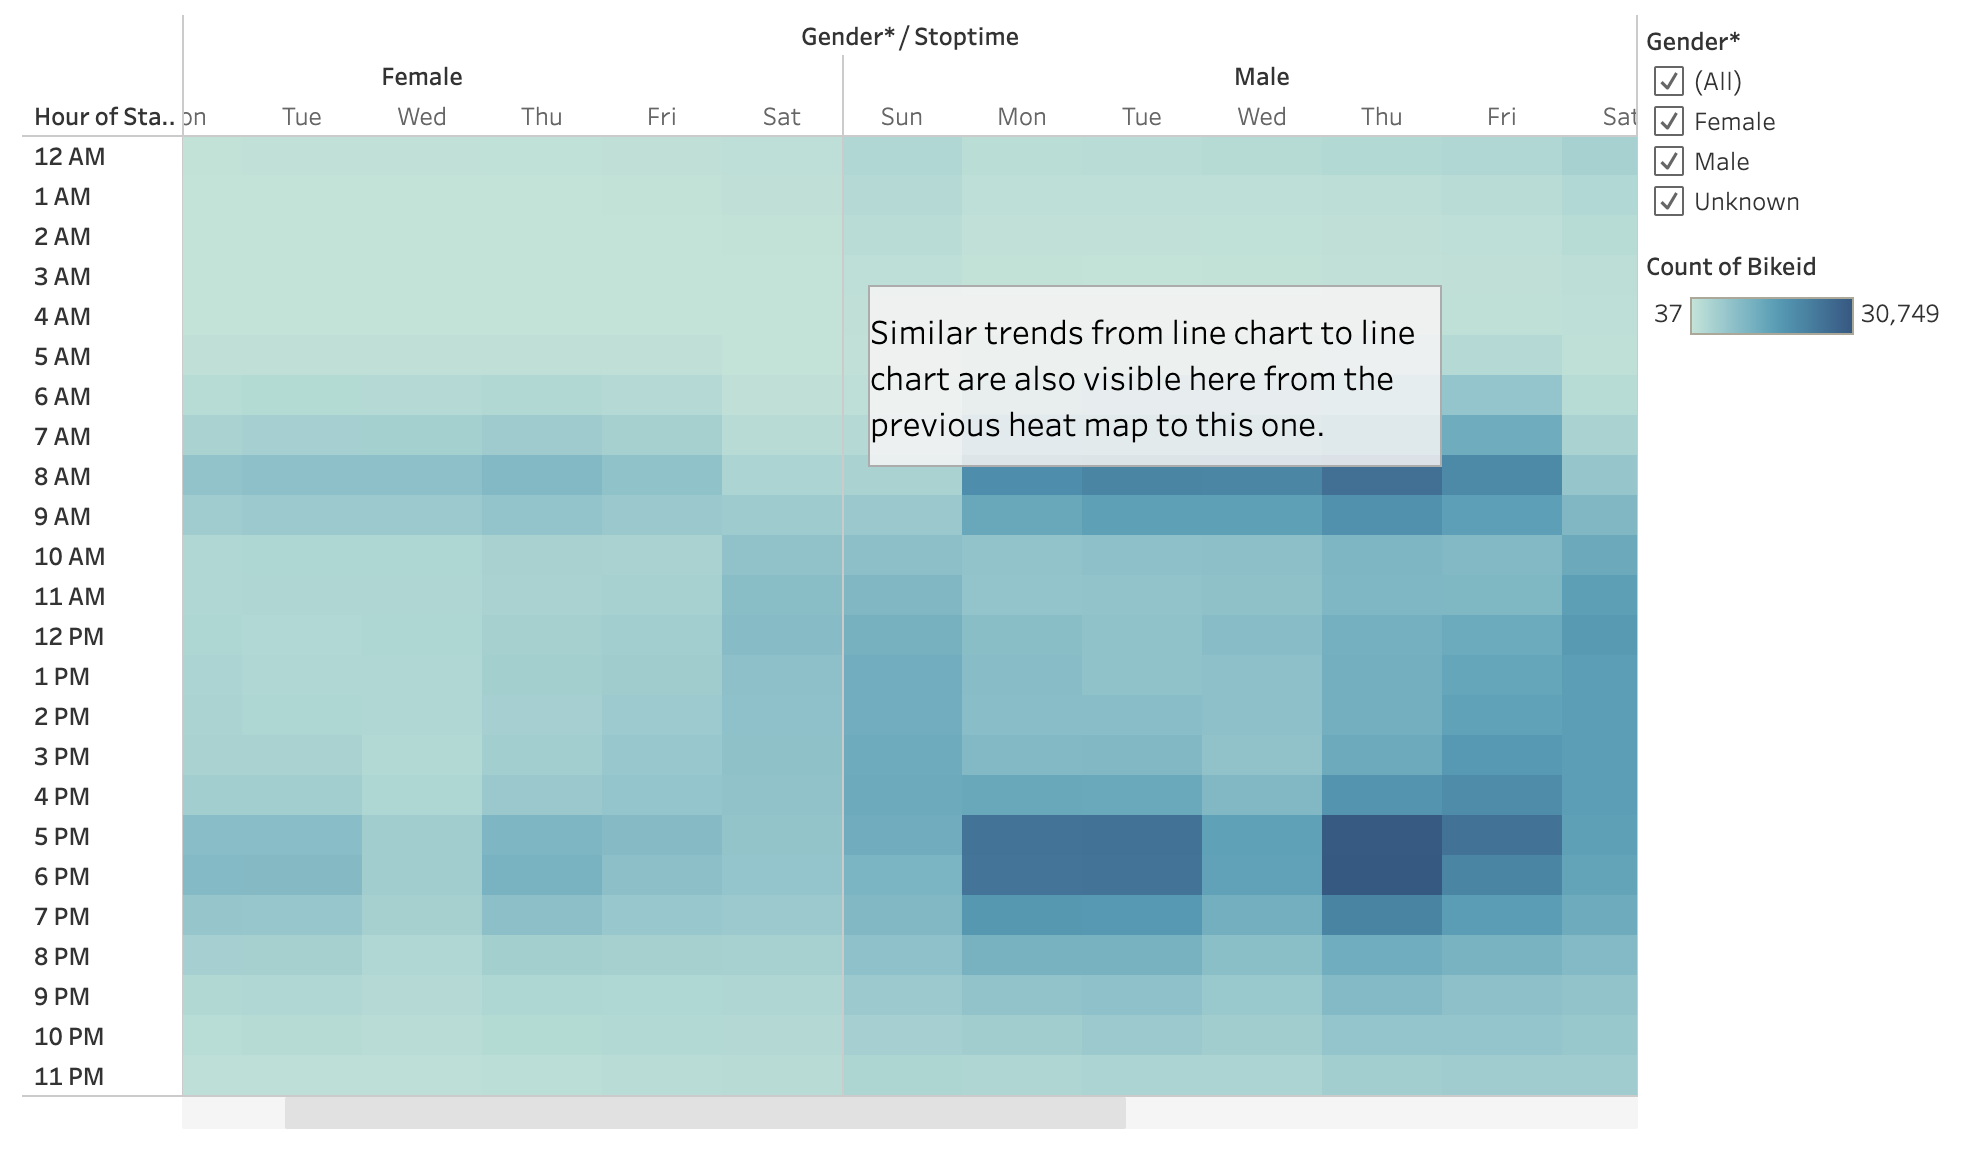 Gender* / Stoptime
Female Male
Hour of Sta.. on Tue Wed Thu Fri Sat Sun Mon Tue Wed Thu Fri Sat
12 AM
1 AM
2 AM
3 AM
4 AM
5 AM
6 AM
7 AM
8 AM
9 AM
10 AM
11 AM
12 PM
1 PM
2 PM
3 PM
4 PM
5 PM
6 PM
7 PM
8 PM
9 PM
10 PM
11 PM
Similar trends from line chart to line
chart are also visible here from the
previous heat map to this one.
Gender*
(All)
Female
Male
Unknown
Count of Bikeid
37 30,749